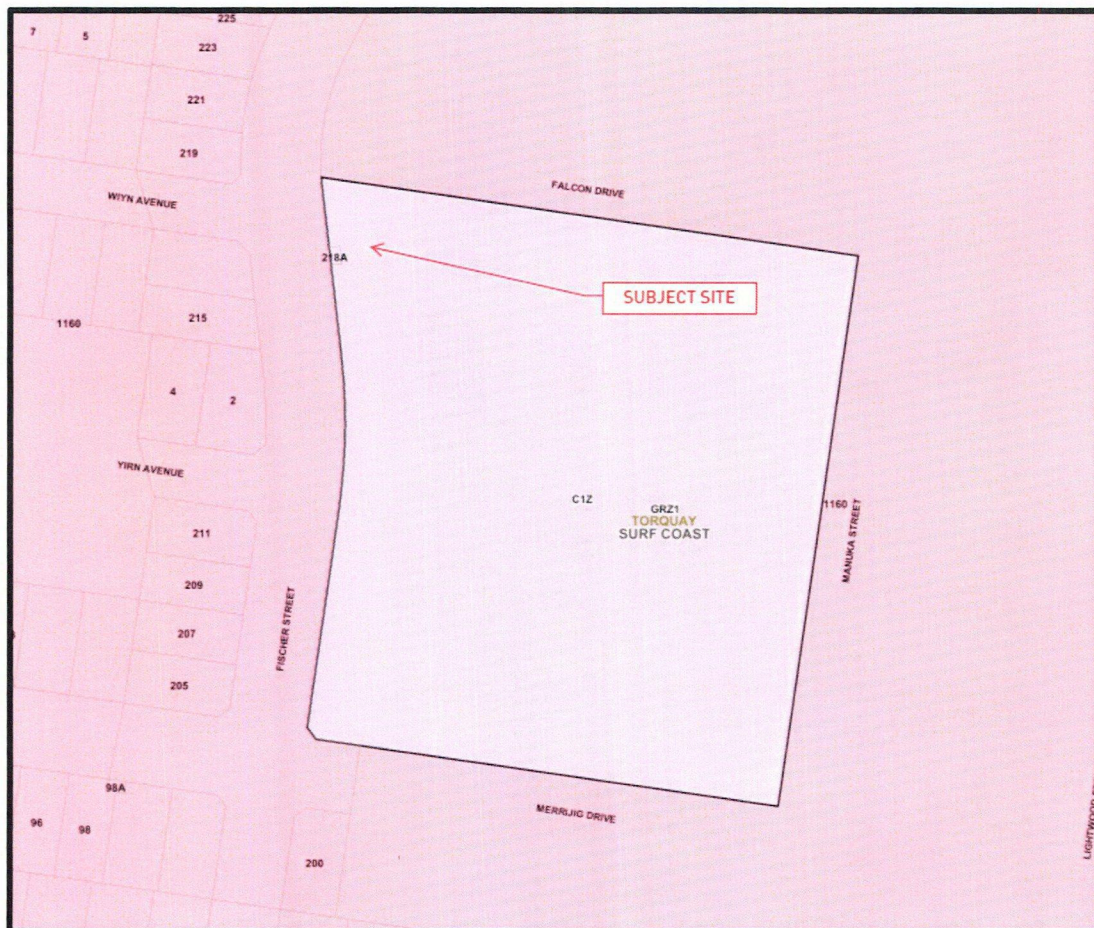 225
7
5
223
221
219
WIYN AVENUE
FALCON DRIVE
218A
SUBJECT SITE
215
1160
4
2
YIRN AVENUE
C1Z
GRZ1
TORQUAY
SURF COAST
1160
MANUKA STREET
211
209
207
205
FISCHER STREET
98A
96
98
MERRIJIG DRIVE
200